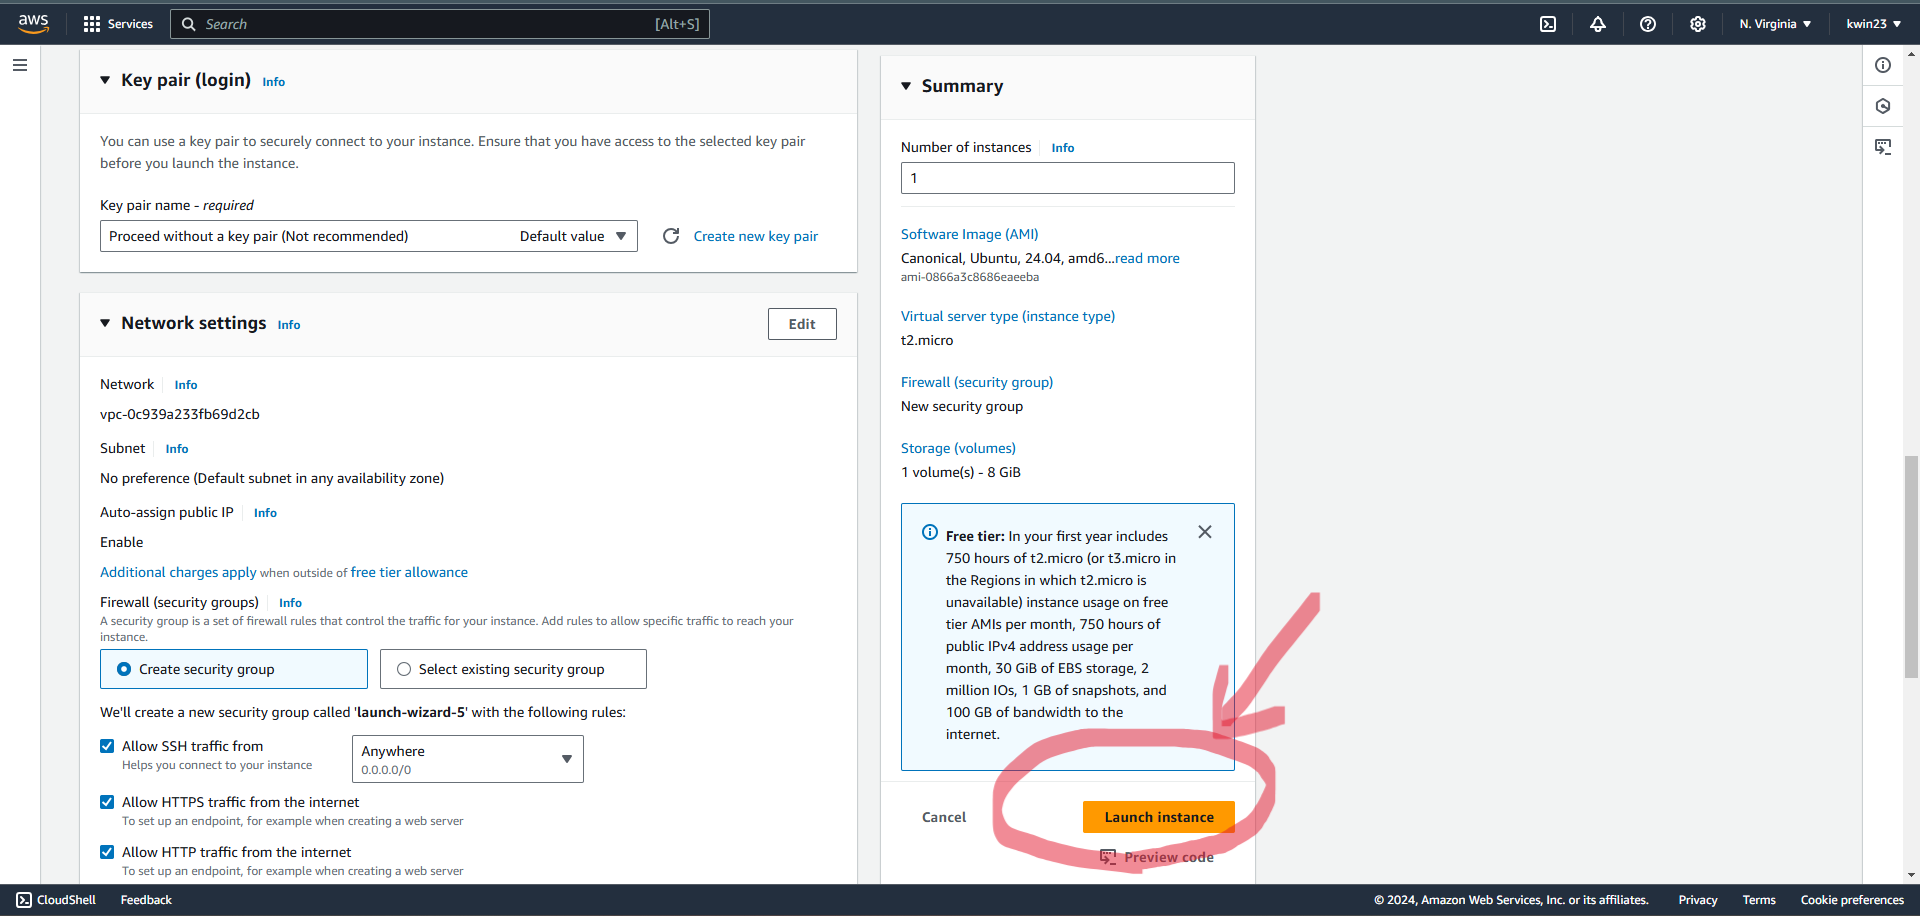 aws
Services
Search
[Alt+S]
N. Virginia
kwin23
Key pair (login)
Info
You can use a key pair to securely connect to your instance. Ensure that you have access to the selected key pair
before you launch the instance.
Key pair name - required
Proceed without a key pair (Not recommended)
Default value
Create new key pair
Network settings
Info
Edit
Network
Info
vpc-0c939a233fb69d2cb
Subnet
Info
No preference (Default subnet in any availability zone)
Auto-assign public IP
Info
Enable
Additional charges apply when outside of free tier allowance
Firewall (security groups)
Info
A security group is a set of firewall rules that control the traffic for your instance. Add rules to allow specific traffic to reach your
instance.
Create security group
Select existing security group
We'll create a new security group called 'launch-wizard-5' with the following rules:
Allow SSH traffic from
Helps you connect to your instance
Anywhere
0.0.0.0/0
Allow HTTPS traffic from the internet
To set up an endpoint, for example when creating a web server
Allow HTTP traffic from the internet
To set up an endpoint, for example when creating a web server
Summary
Number of instances
Info
1
Software Image (AMI)
Canonical, Ubuntu, 24.04, amd6...read more
ami-0866a3c8686eaeeba
Virtual server type (instance type)
t2.micro
Firewall (security group)
New security group
Storage (volumes)
1 volume(s) - 8 GiB
Free tier: In your first year includes
750 hours of t2.micro (or t3.micro in
the Regions in which t2.micro is
unavailable) instance usage on free
tier AMIs per month, 750 hours of
public IPv4 address usage per
month, 30 GiB of EBS storage, 2
million IOs, 1 GB of snapshots, and
100 GB of bandwidth to the
internet.
Cancel
Launch instance
Preview code
CloudShell
Feedback
© 2024, Amazon Web Services, Inc. or its affiliates.
Privacy
Terms
Cookie preferences